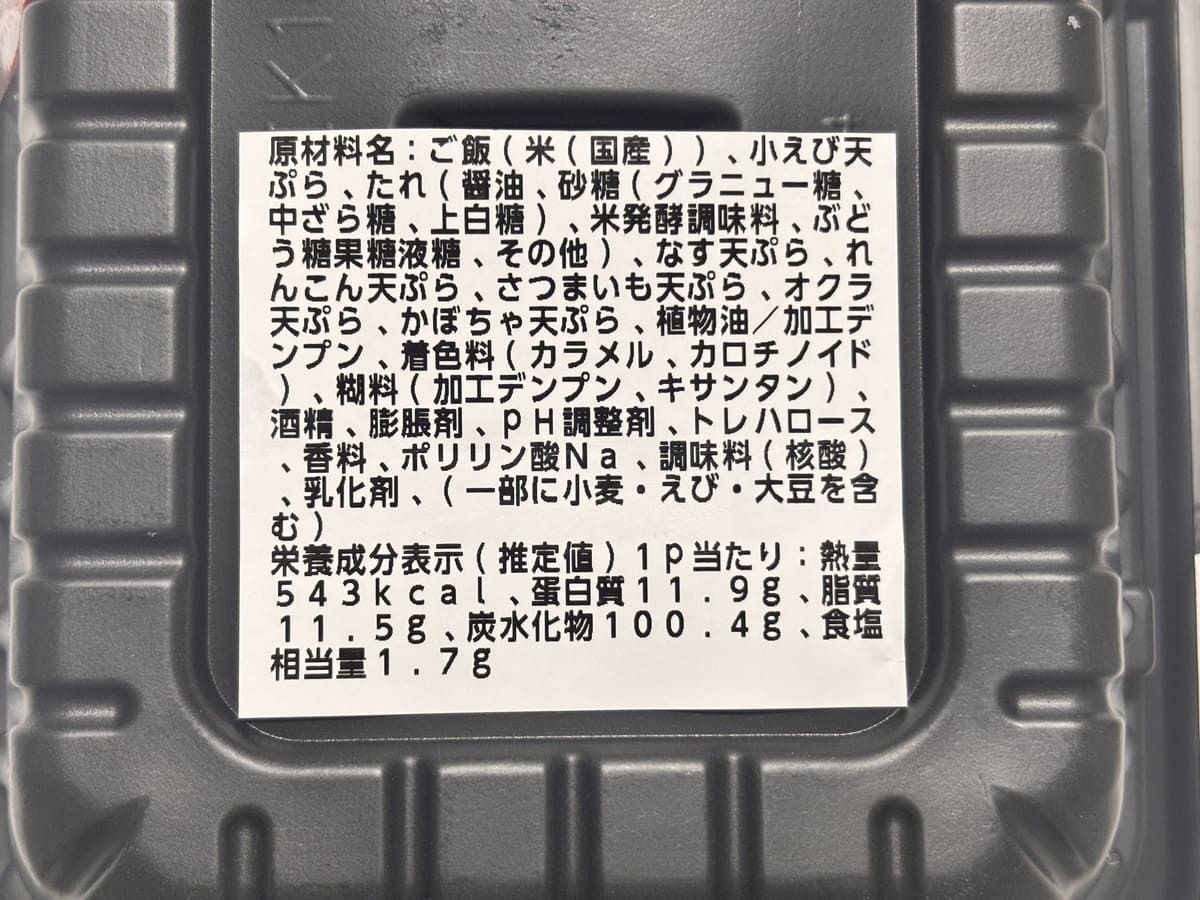 K1
原材料名：ご飯（米（国産））、小えび天
ぷら、たれ（醤油、砂糖（グラニュー糖、
中ざら糖、上白糖）、米発酵調味料、ぶど
う糖果糖液糖、その他）、なす天ぷら、れ
んこん天ぷら、さつまいも天ぷら、オクラ
天ぷら、かぼちゃ天ぷら、植物油／加工デ
ンプン、着色料（カラメル、カロチノイド
）、糊料（加工デンプン、キサンタン）、
酒精、膨脹剤、ｐＨ調整剤、トレハロース
、香料、ポリリン酸Ｎａ、調味料（核酸）
、乳化剤、（一部に小麦・えび・大豆を含
む）
栄養成分表示（推定値）１ｐ当たり：熱量
５４３ｋｃａｌ、蛋白質１１．９ｇ、脂質
１１．５ｇ、炭水化物１００．４ｇ、食塩
相当量１．７ｇ